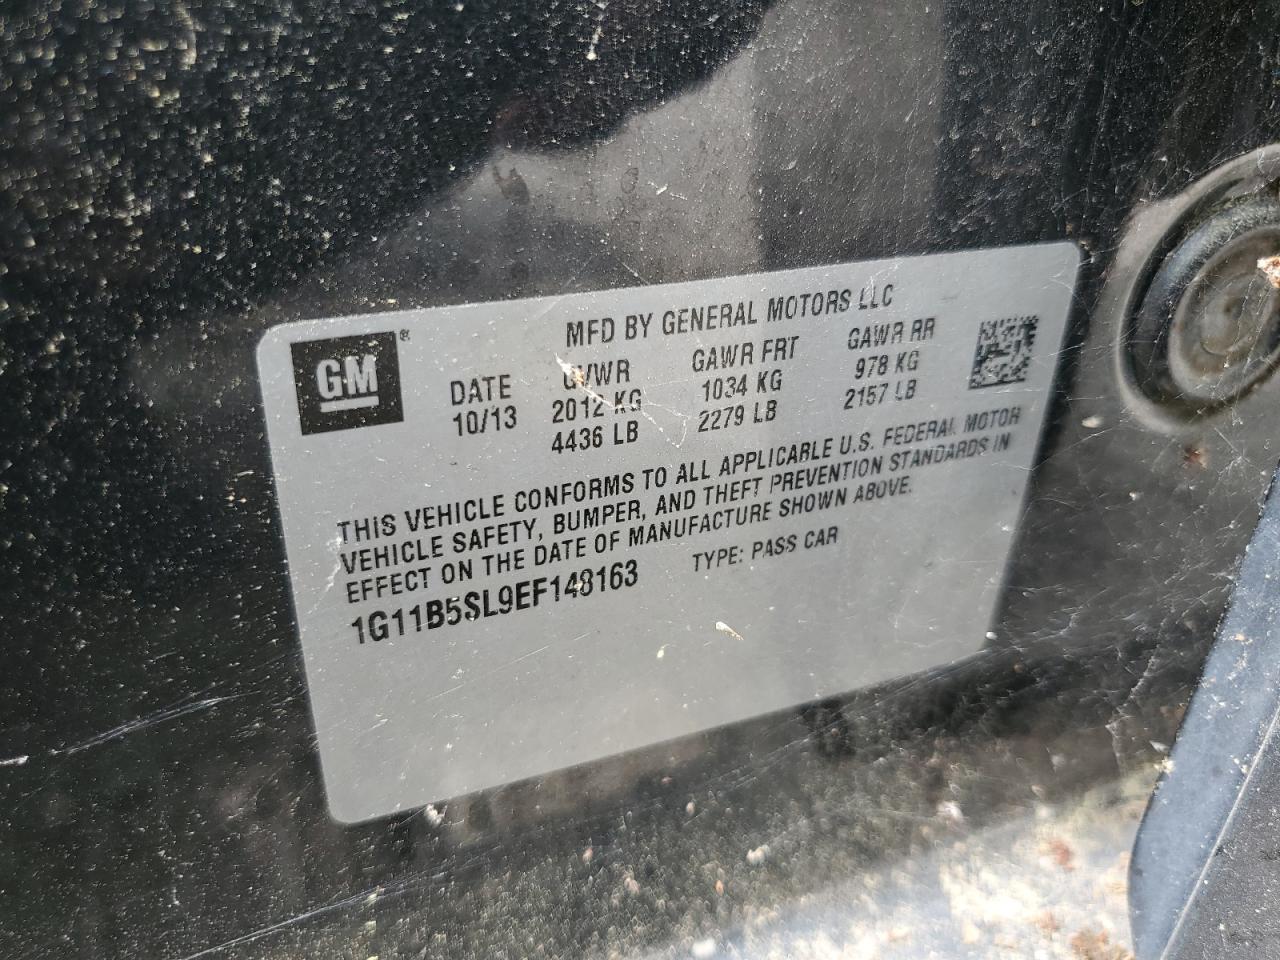 GM ®
MFD BY GENERAL MOTORS LLC
DATE GVWR GAWR FRT GAWR RR
10/13 2012 KG 1034 KG 978 KG
4436 LB 2279 LB 2157 LB
THIS VEHICLE CONFORMS TO ALL APPLICABLE U.S. FEDERAL MOTOR
VEHICLE SAFETY, BUMPER, AND THEFT PREVENTION STANDARDS IN
EFFECT ON THE DATE OF MANUFACTURE SHOWN ABOVE.
1G11B5SL9EF148163 TYPE: PASS CAR